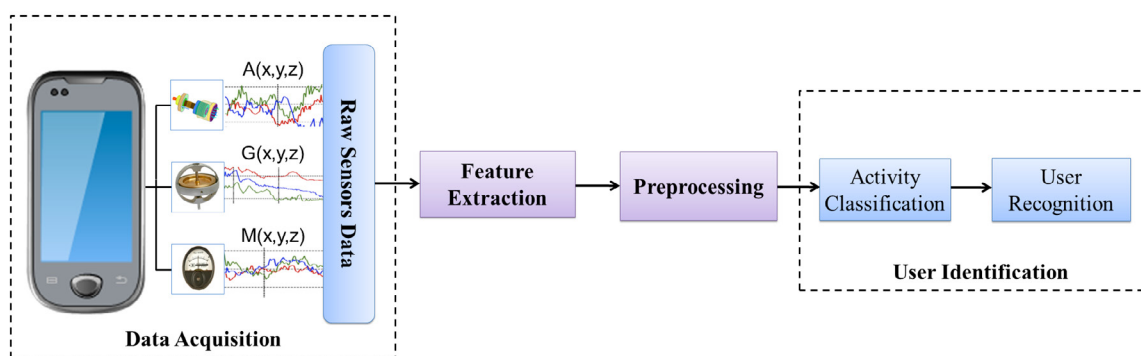 A(x,y,z)
G(x,y,z)
M(x,y,z)
Raw Sensors Data
Data Acquisition
Feature
Extraction
Preprocessing
Activity
Classification
User
Recognition
User Identification